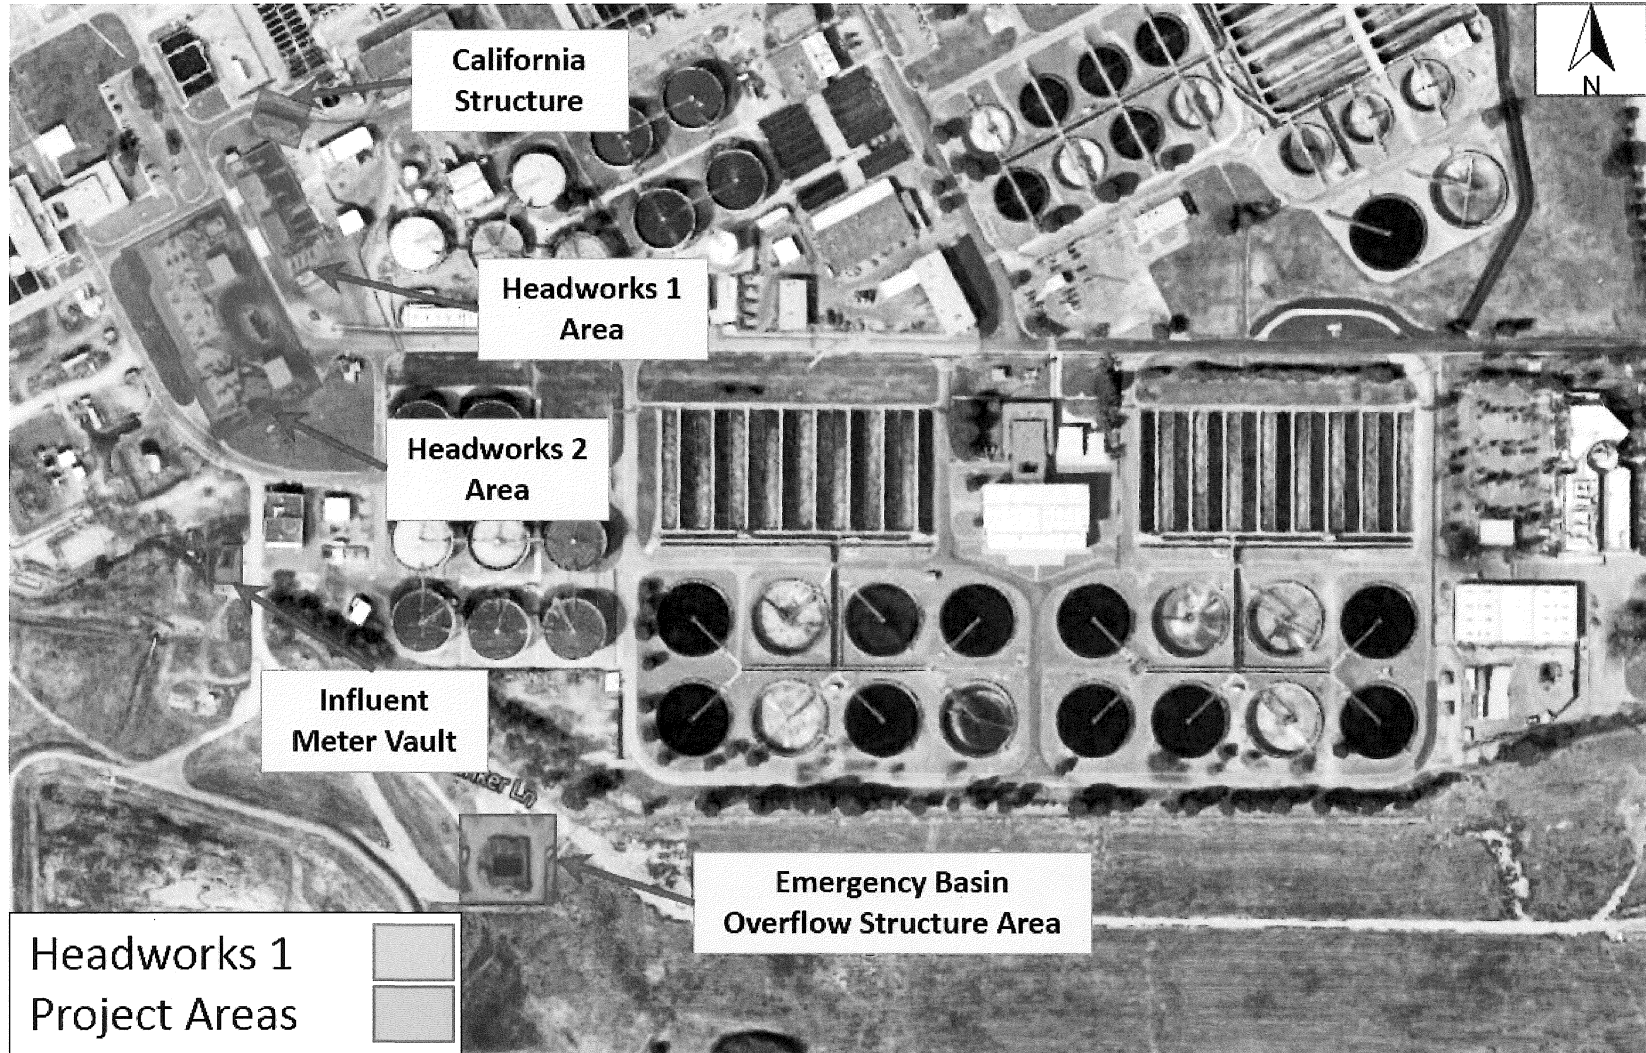 California
Structure
N
Headworks 1
Area
Headworks 2
Area
Influent
Meter Vault
Ln
Emergency Basin
Overflow Structure Area
Headworks 1
Project Areas